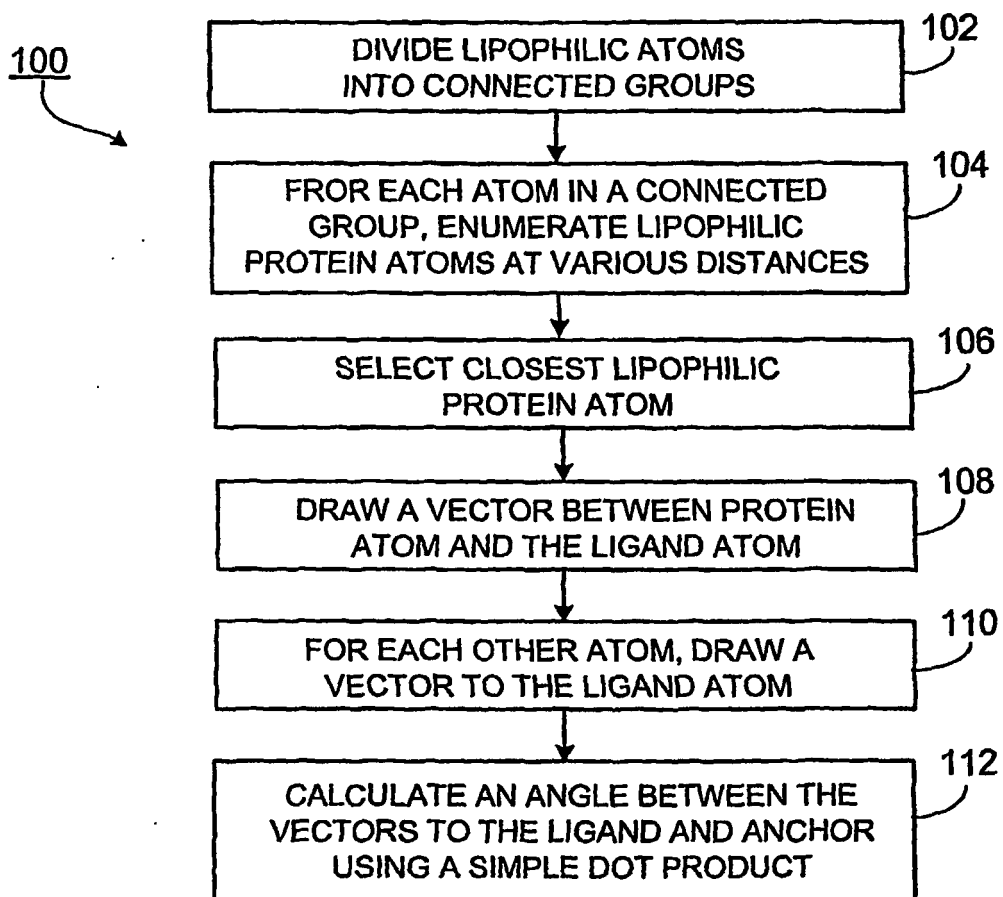 100
DIVIDE LIPOPHILIC ATOMS
INTO CONNECTED GROUPS
102
FROR EACH ATOM IN A CONNECTED
GROUP, ENUMERATE LIPOPHILIC
PROTEIN ATOMS AT VARIOUS DISTANCES
104
SELECT CLOSEST LIPOPHILIC
PROTEIN ATOM
106
DRAW A VECTOR BETWEEN PROTEIN
ATOM AND THE LIGAND ATOM
108
FOR EACH OTHER ATOM, DRAW A
VECTOR TO THE LIGAND ATOM
110
CALCULATE AN ANGLE BETWEEN THE
VECTORS TO THE LIGAND AND ANCHOR
USING A SIMPLE DOT PRODUCT
112